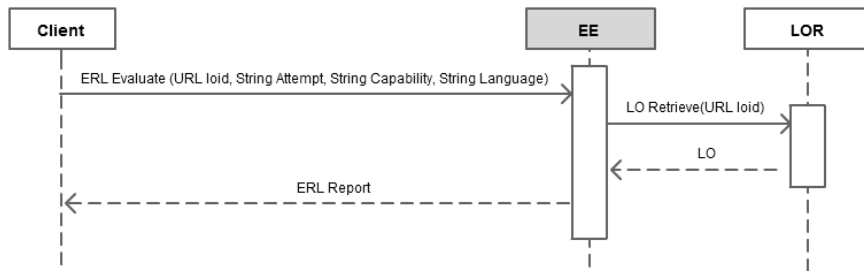 Client
EE
LOR
ERL Evaluate (URL loid, String Attempt, String Capability, String Language)
LO Retrieve(URL loid)
LO
ERL Report